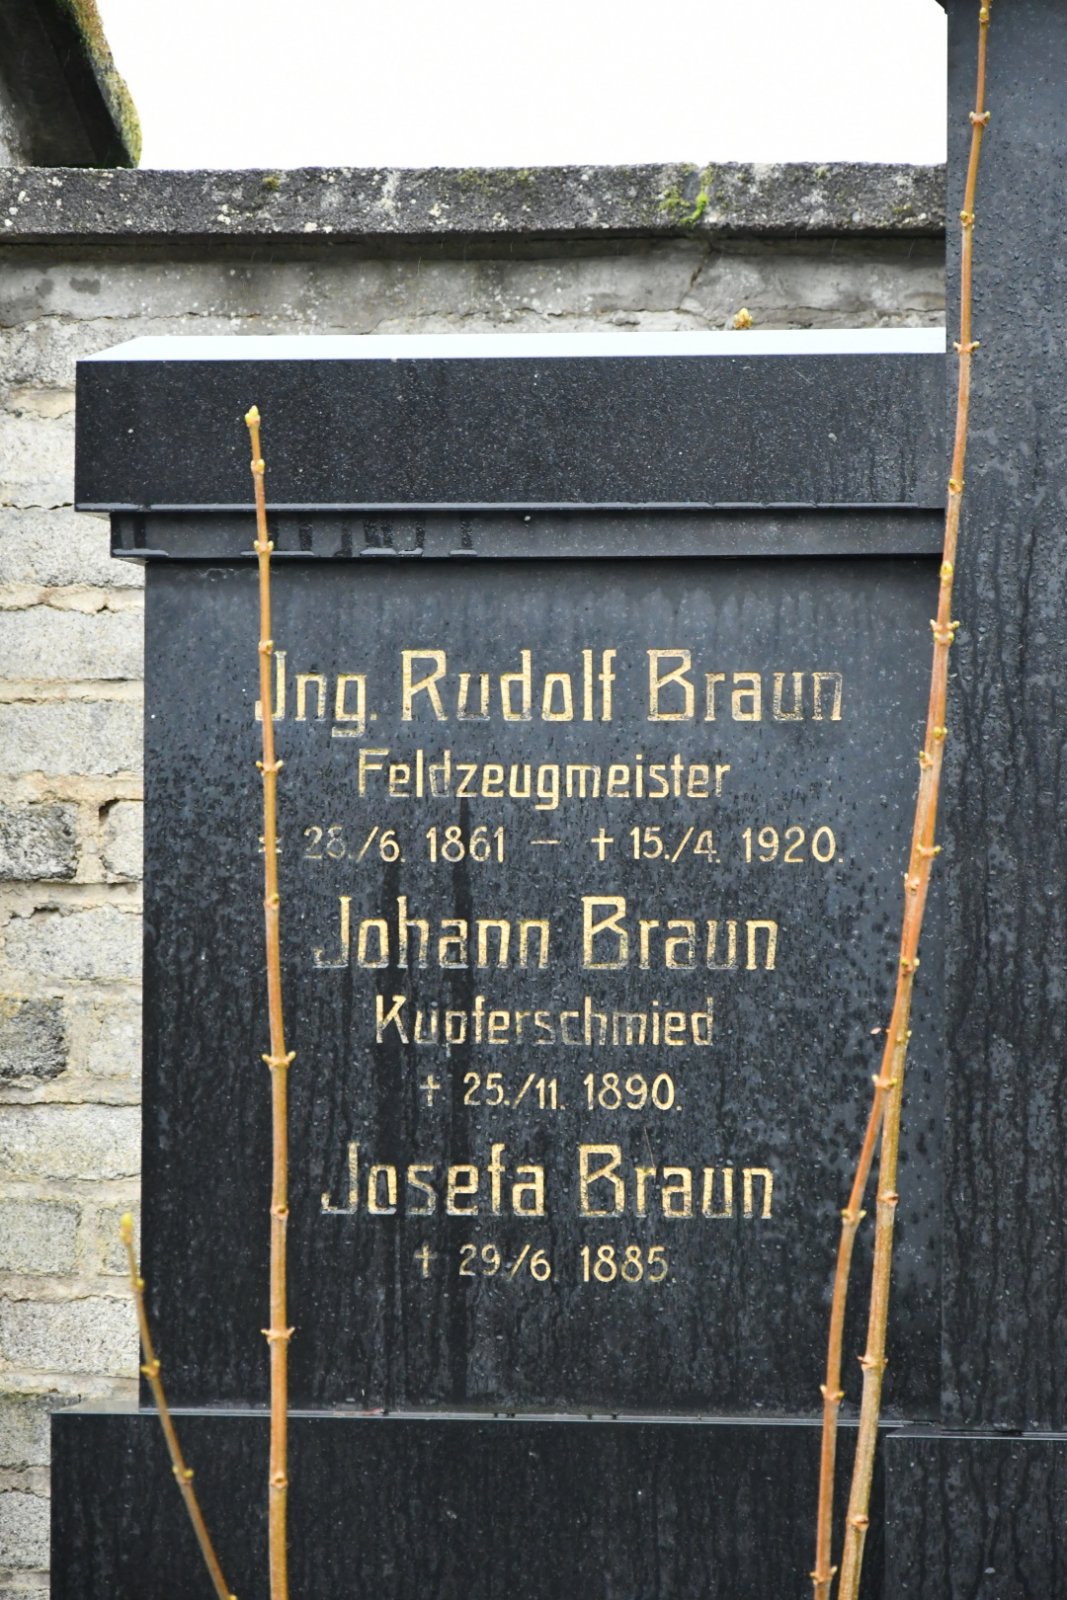 Ing. Rudolf Braun
Feldzeugmeister
* 28./6. 1861 – † 15./4. 1920.
Johann Braun
Kupferschmied
† 25./11. 1890.
Josefa Braun
† 29./6. 1885.